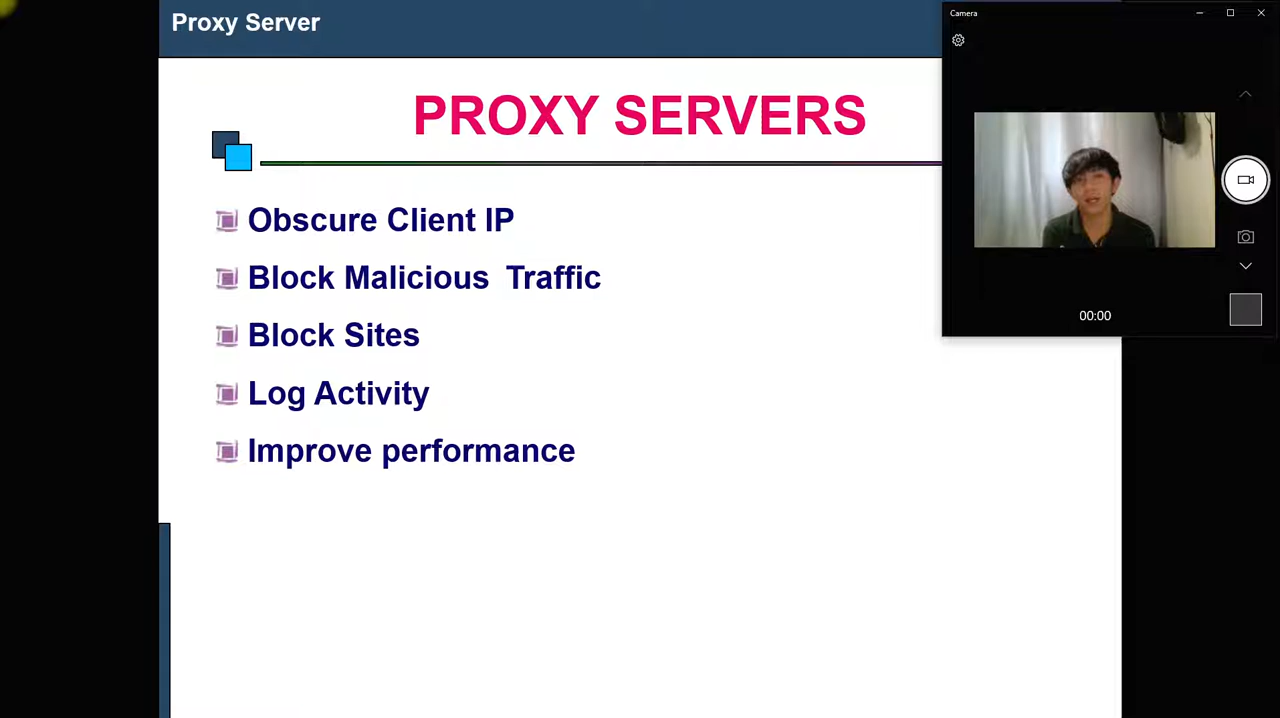 Proxy Server
Camera
PROXY SERVERS
Obscure Client IP
Block Malicious  Traffic
Block Sites
Log Activity
Improve performance
00:00